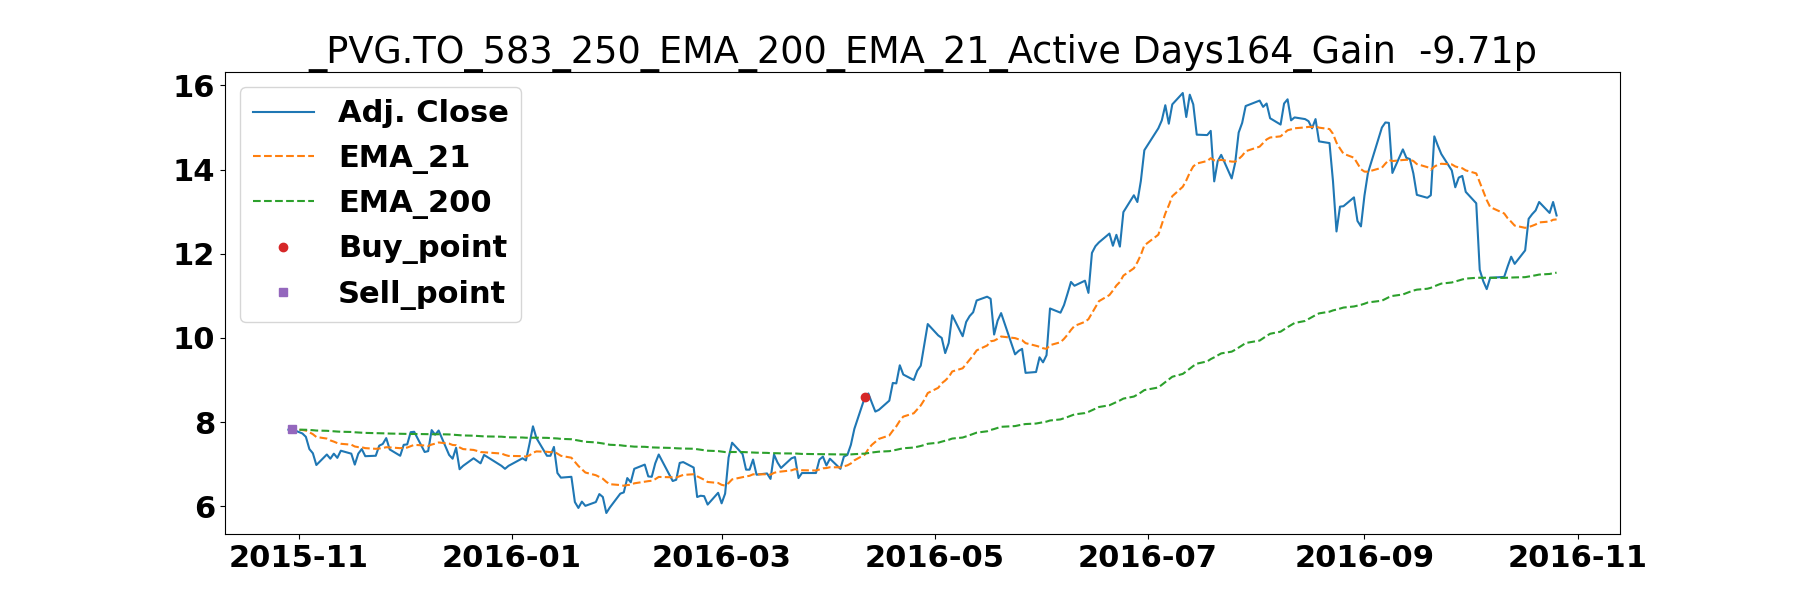 _PVG.TO_583_250_EMA_200_EMA_21_Active Days164_Gain  -9.71p
16
14
12
10
8
6
Adj. Close
EMA_21
EMA_200
Buy_point
Sell_point
2015-11 2016-01 2016-03 2016-05 2016-07 2016-09 2016-11